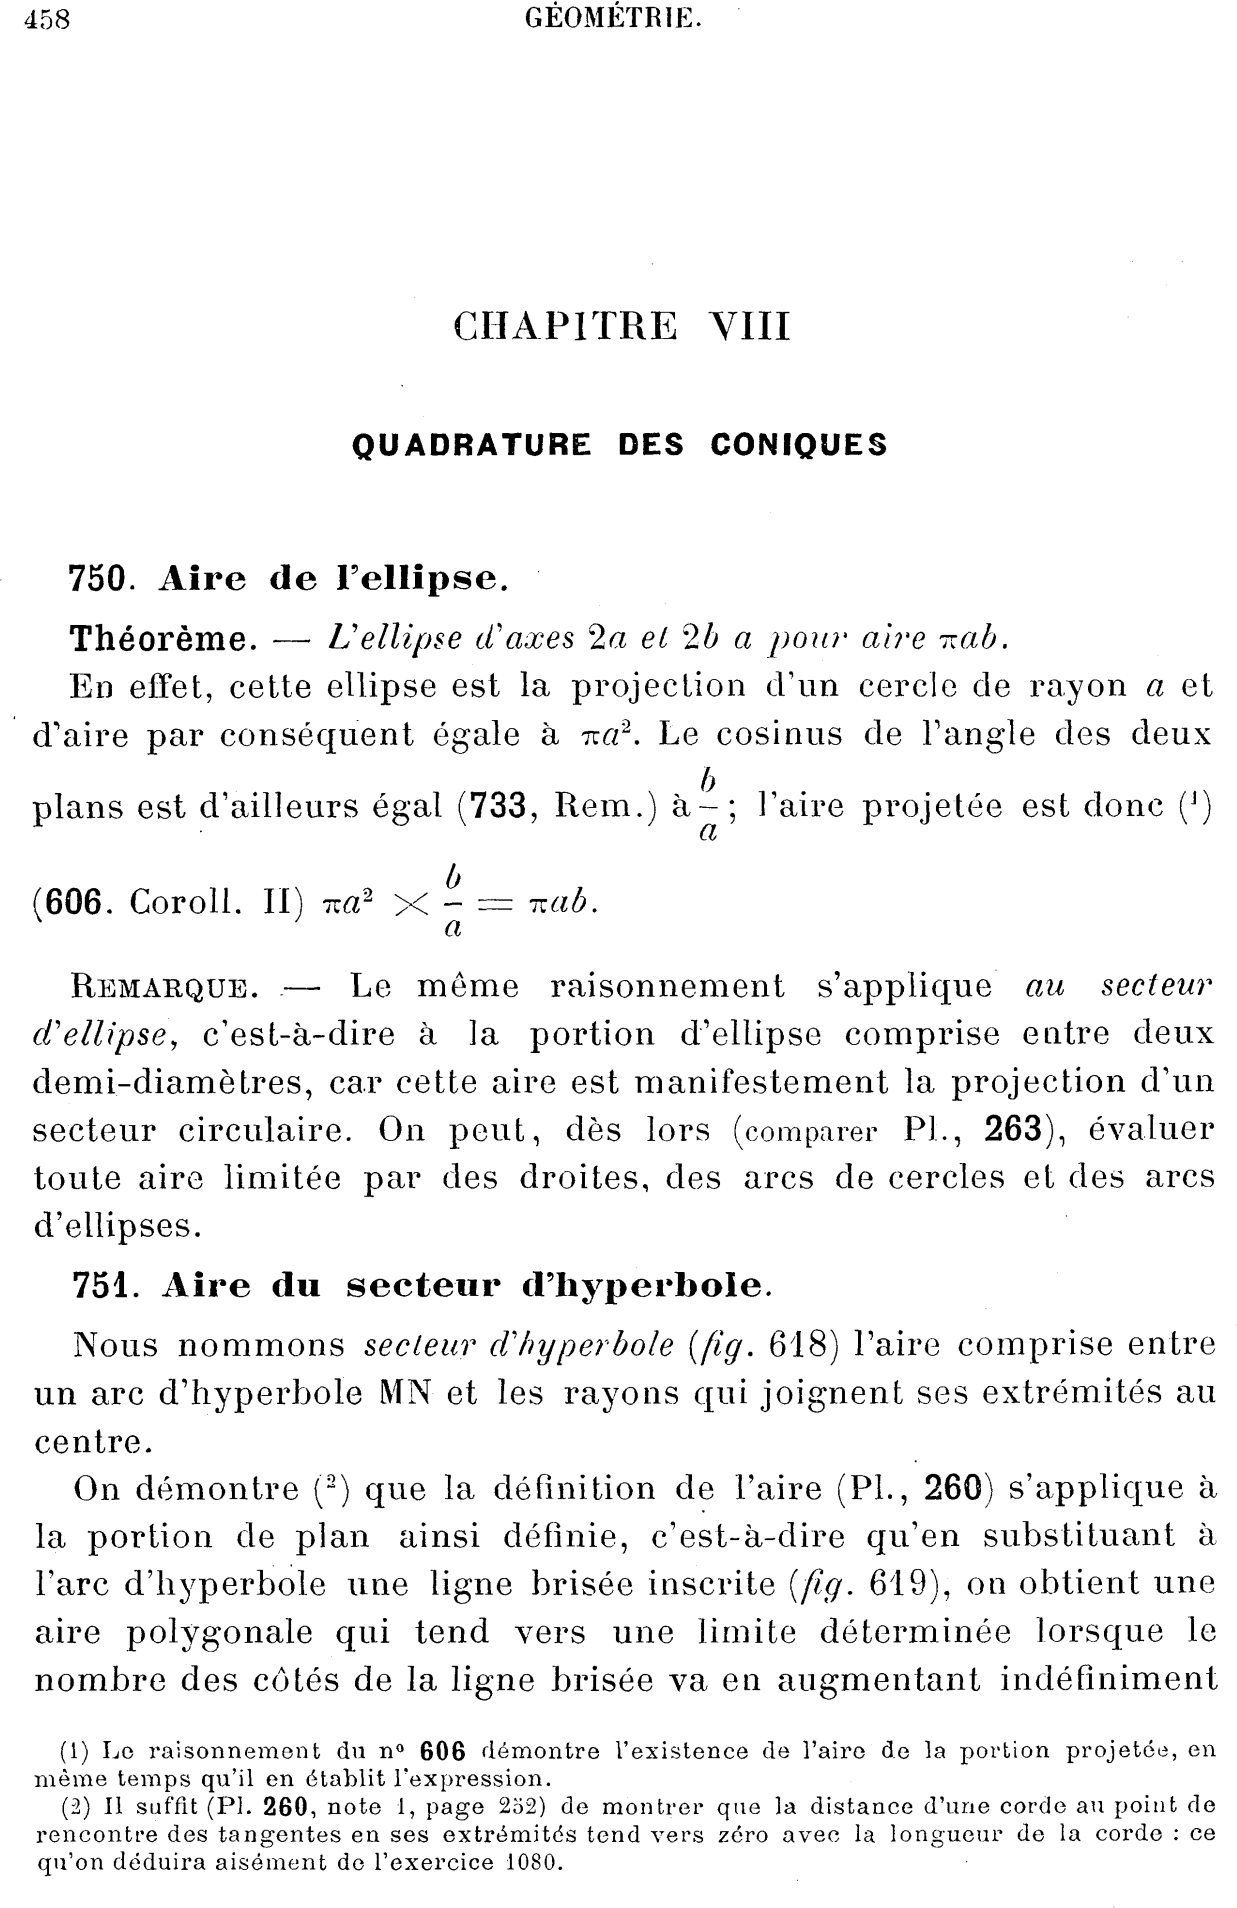 458 GÉOMÉTRIE.
CHAPITRE VIII
QUADRATURE DES CONIQUES
750. Aire de l'ellipse.
Théorème. — L'ellipse d'axes 2a et 2b a pour aire πab.
En effet, cette ellipse est la projection d'un cercle de rayon a et
d'aire par conséquent égale à πa². Le cosinus de l'angle des deux
plans est d'ailleurs égal (733, Rem.) à b/a ; l'aire projetée est donc (¹)
(606. Coroll. II) πa² × b/a = πab.
REMARQUE. — Le même raisonnement s'applique au secteur
d'ellipse, c'est-à-dire à la portion d'ellipse comprise entre deux
demi-diamètres, car cette aire est manifestement la projection d'un
secteur circulaire. On peut, dès lors (comparer Pl., 263), évaluer
toute aire limitée par des droites, des arcs de cercles et des arcs
d'ellipses.
751. Aire du secteur d'hyperbole.
Nous nommons secteur d'hyperbole (fig. 618) l'aire comprise entre
un arc d'hyperbole MN et les rayons qui joignent ses extrémités au
centre.
On démontre (²) que la définition de l'aire (Pl., 260) s'applique à
la portion de plan ainsi définie, c'est-à-dire qu'en substituant à
l'arc d'hyperbole une ligne brisée inscrite (fig. 619), on obtient une
aire polygonale qui tend vers une limite déterminée lorsque le
nombre des côtés de la ligne brisée va en augmentant indéfiniment
(1) Le raisonnement du n° 606 démontre l'existence de l'aire de la portion projetée, en
même temps qu'il en établit l'expression.
(2) Il suffit (Pl. 260, note 1, page 252) de montrer que la distance d'une corde au point de
rencontre des tangentes en ses extrémités tend vers zéro avec la longueur de la corde : ce
qu'on déduira aisément de l'exercice 1080.